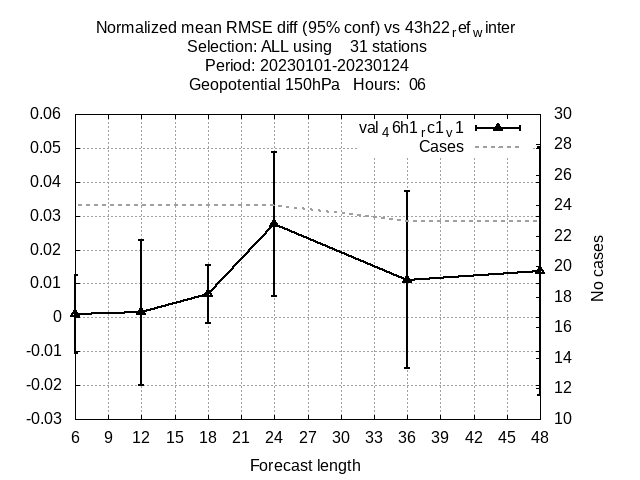 Normalized mean RMSE diff (95% conf) vs 43h22refwinter
Selection: ALL using 31 stations
Period: 20230101-20230124
Geopotential 150hPa Hours: 06
val46h1rc1v1
Cases
0.06
0.05
0.04
0.03
0.02
0.01
0
-0.01
-0.02
-0.03
30
28
26
24
22
20
18
16
14
12
10
No cases
6 9 12 15 18 21 24 27 30 33 36 39 42 45 48
Forecast length